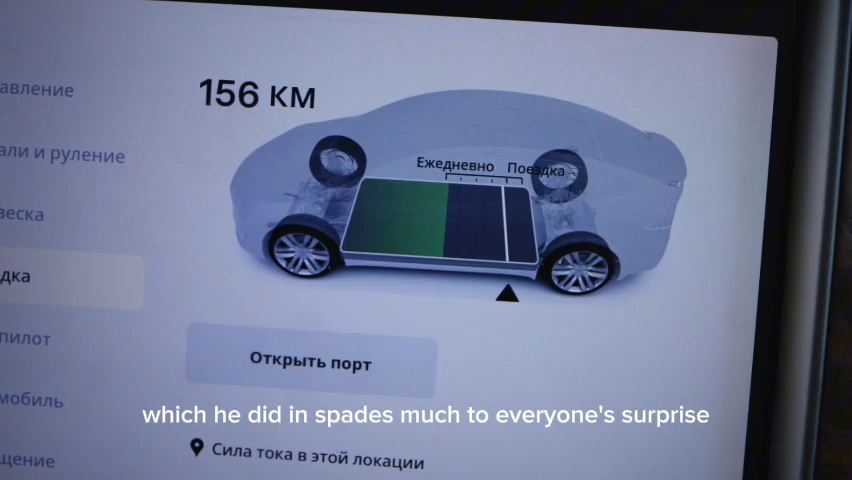 156 км
авление
Ежедневно Поездка
али и руление
веска
дка
пилот
Открыть порт
мобиль
which he did in spades much to everyone's surprise
щение
Сила тока в этой локации